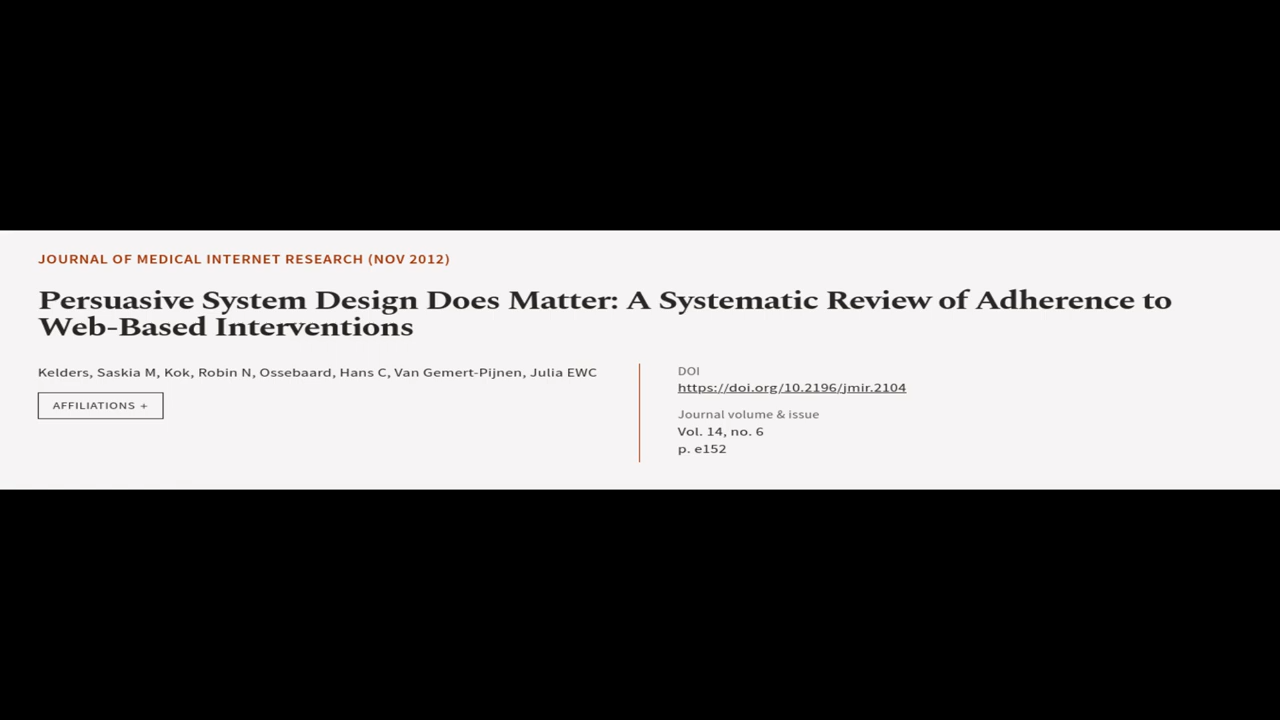 JOURNAL OF MEDICAL INTERNET RESEARCH (NOV 2012)
Persuasive System Design Does Matter: A Systematic Review of Adherence to
Web-Based Interventions
Kelders, Saskia M, Kok, Robin N, Ossebaard, Hans C, Van Gemert-Pijnen, Julia EWC
AFFILIATIONS +
DOI
https://doi.org/10.2196/jmir.2104
Journal volume & issue
Vol. 14, no. 6
p. e152